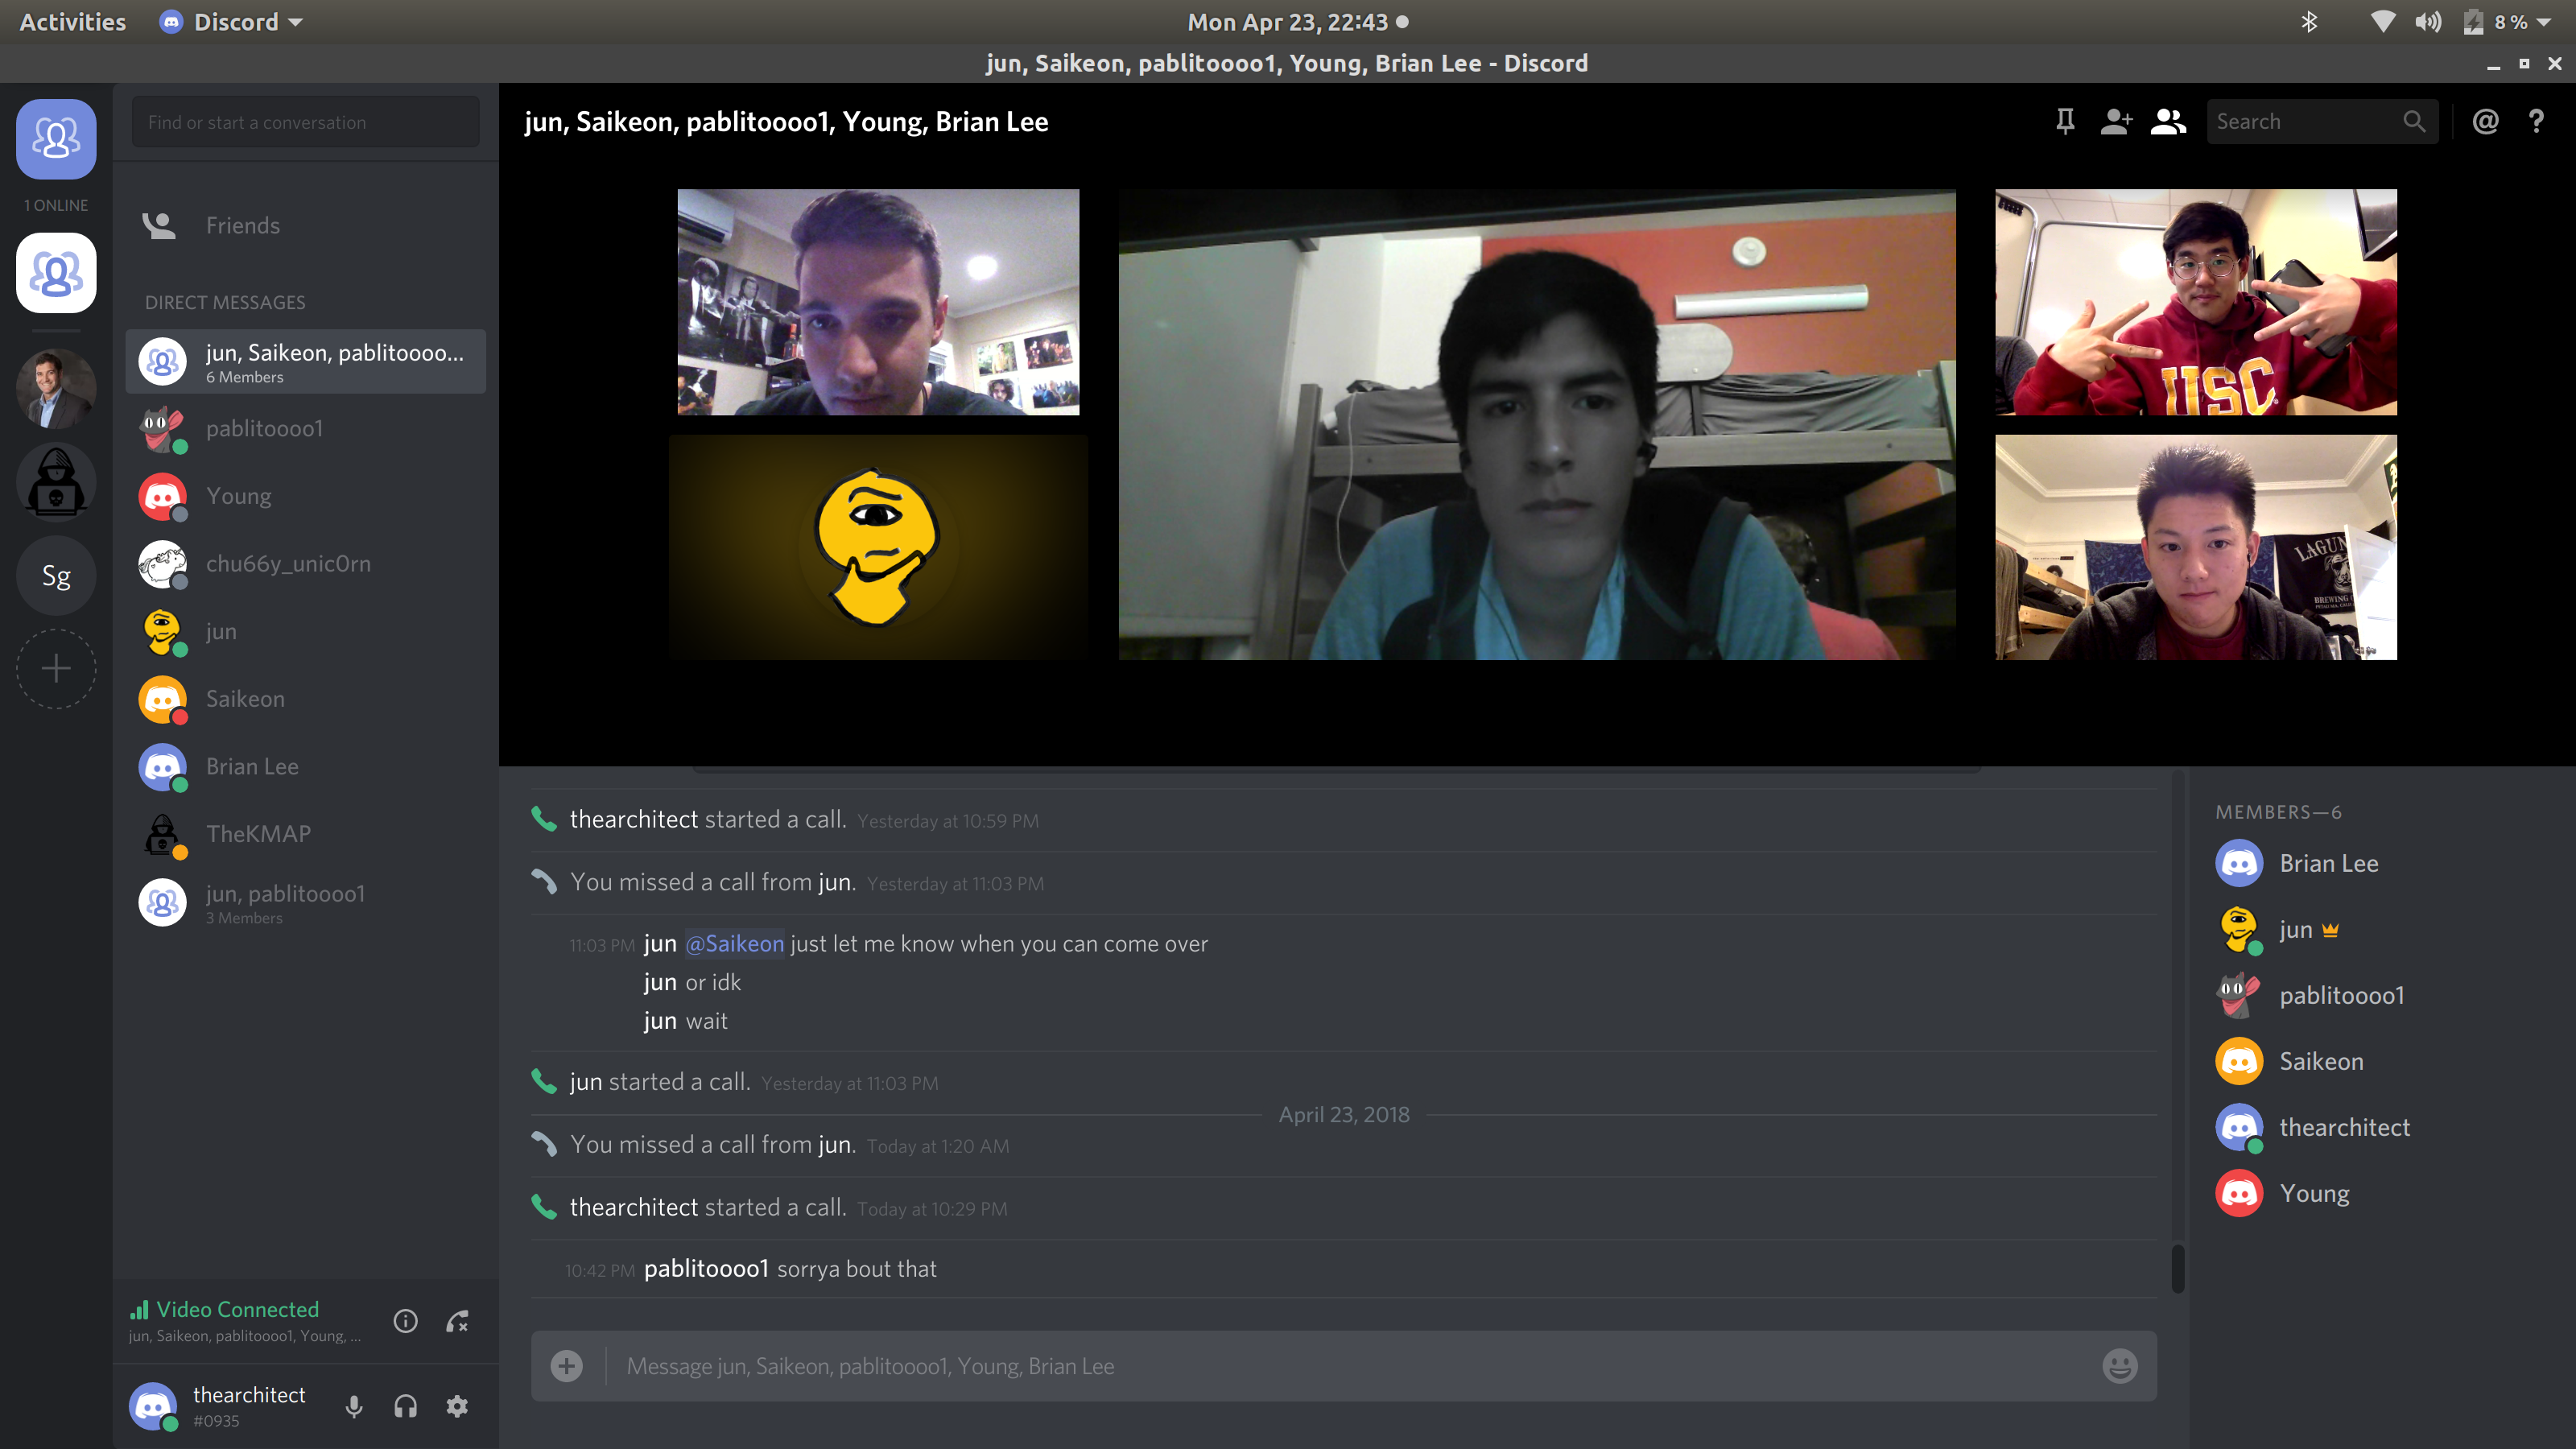 Activities Discord Mon Apr 23, 22:43 8 %
jun, Saikeon, pablitoooo1, Young, Brian Lee - Discord
Find or start a conversation
jun, Saikeon, pablitoooo1, Young, Brian Lee
Search
@ ?
1 ONLINE
Sg
Friends
DIRECT MESSAGES
jun, Saikeon, pablitoooo...
6 Members
pablitoooo1
Young
chu66y_unic0rn
jun
Saikeon
Brian Lee
TheKMAP
jun, pablitoooo1
3 Members
Video Connected
jun, Saikeon, pablitoooo1, Young, ...
thearchitect
#0935
USC
LAGUN
BREWING
thearchitect started a call. Yesterday at 10:59 PM
You missed a call from jun. Yesterday at 11:03 PM
11:03 PM jun @Saikeon just let me know when you can come over
jun or idk
jun wait
jun started a call. Yesterday at 11:03 PM
April 23, 2018
You missed a call from jun. Today at 1:20 AM
thearchitect started a call. Today at 10:29 PM
10:42 PM pablitoooo1 sorrya bout that
Message jun, Saikeon, pablitoooo1, Young, Brian Lee
MEMBERS—6
Brian Lee
jun
pablitoooo1
Saikeon
thearchitect
Young